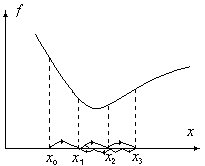 f
x
x₀ x₁ x₂ x₃